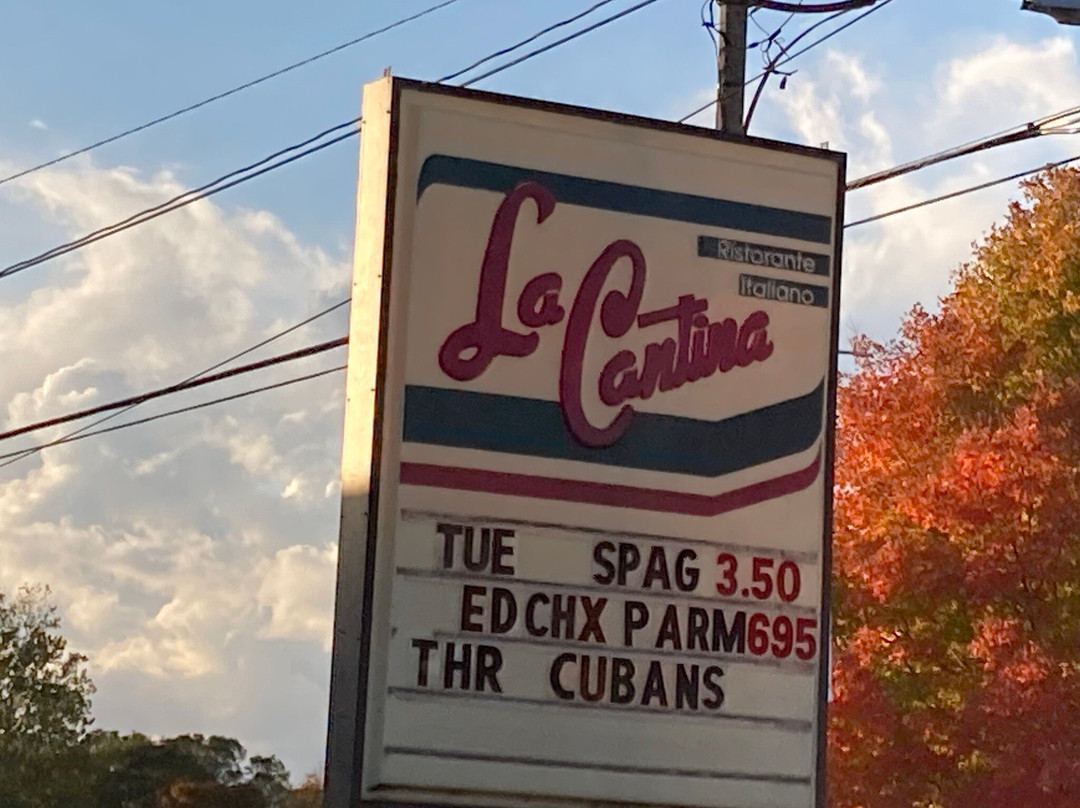 La Cantina
Ristorante
Italiano
TUE SPAG 3.50
ED CHX PARM 695
THR CUBANS